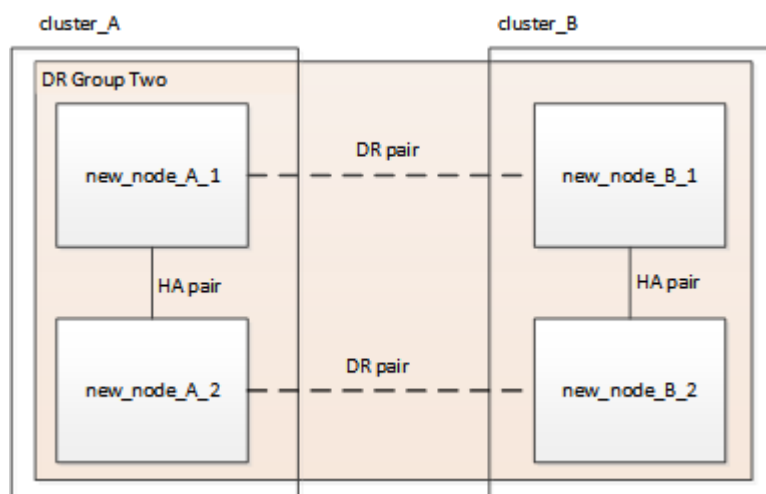 cluster_A
cluster_B
DR Group Two
new_node_A_1
DR pair
new_node_B_1
HA pair
HA pair
new_node_A_2
DR pair
new_node_B_2